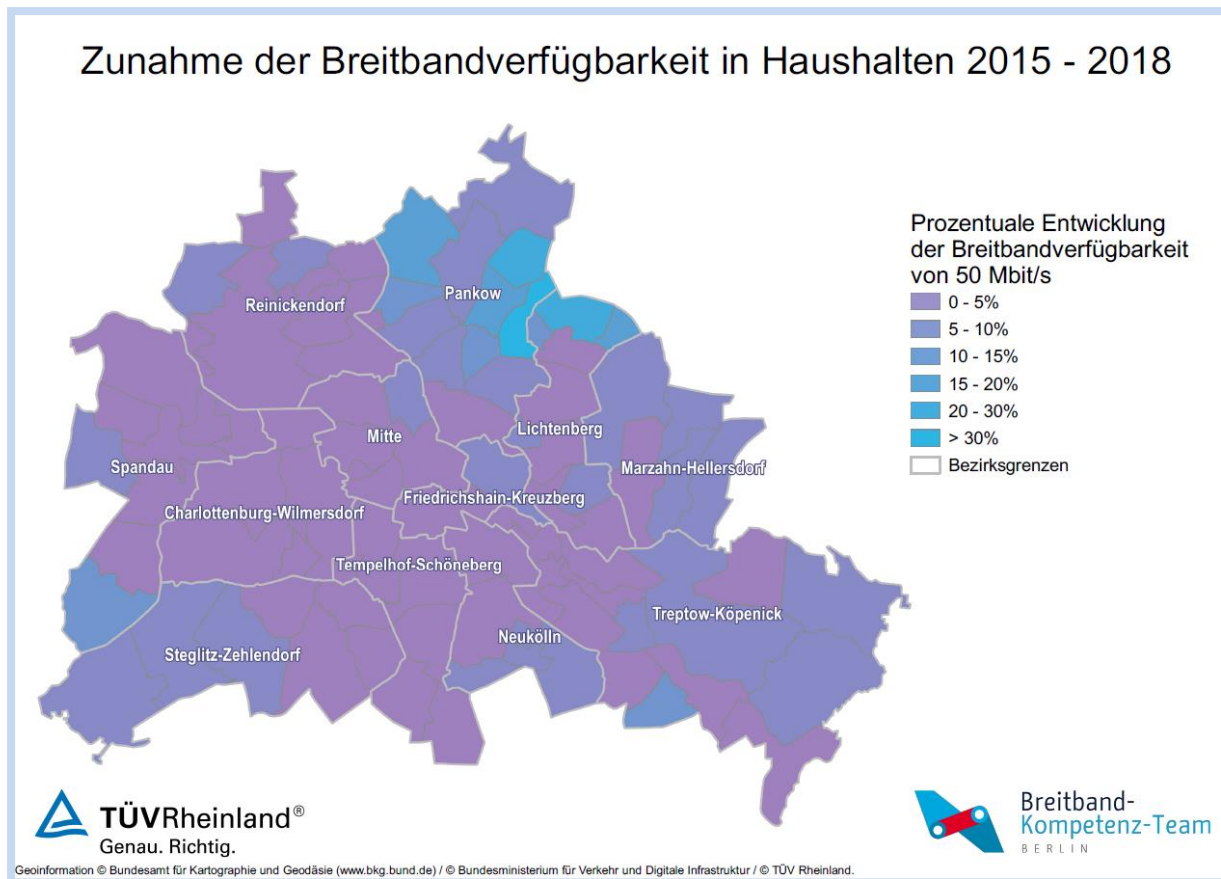 Zunahme der Breitbandverfügbarkeit in Haushalten 2015 - 2018
Prozentuale Entwicklung
der Breitbandverfügbarkeit
von 50 Mbit/s
0 - 5%
5 - 10%
10 - 15%
15 - 20%
20 - 30%
> 30%
Bezirksgrenzen
Pankow
Reinickendorf
Mitte
Lichtenberg
Spandau
Marzahn-Hellersdorf
Friedrichshain-Kreuzberg
Charlottenburg-Wilmersdorf
Tempelhof-Schöneberg
Treptow-Köpenick
Neukölln
Steglitz-Zehlendorf
TÜVRheinland®
Genau. Richtig.
Breitband-
Kompetenz-Team
BERLIN
Geoinformation © Bundesamt für Kartographie und Geodäsie (www.bkg.bund.de) / © Bundesministerium für Verkehr und Digitale Infrastruktur / © TÜV Rheinland.